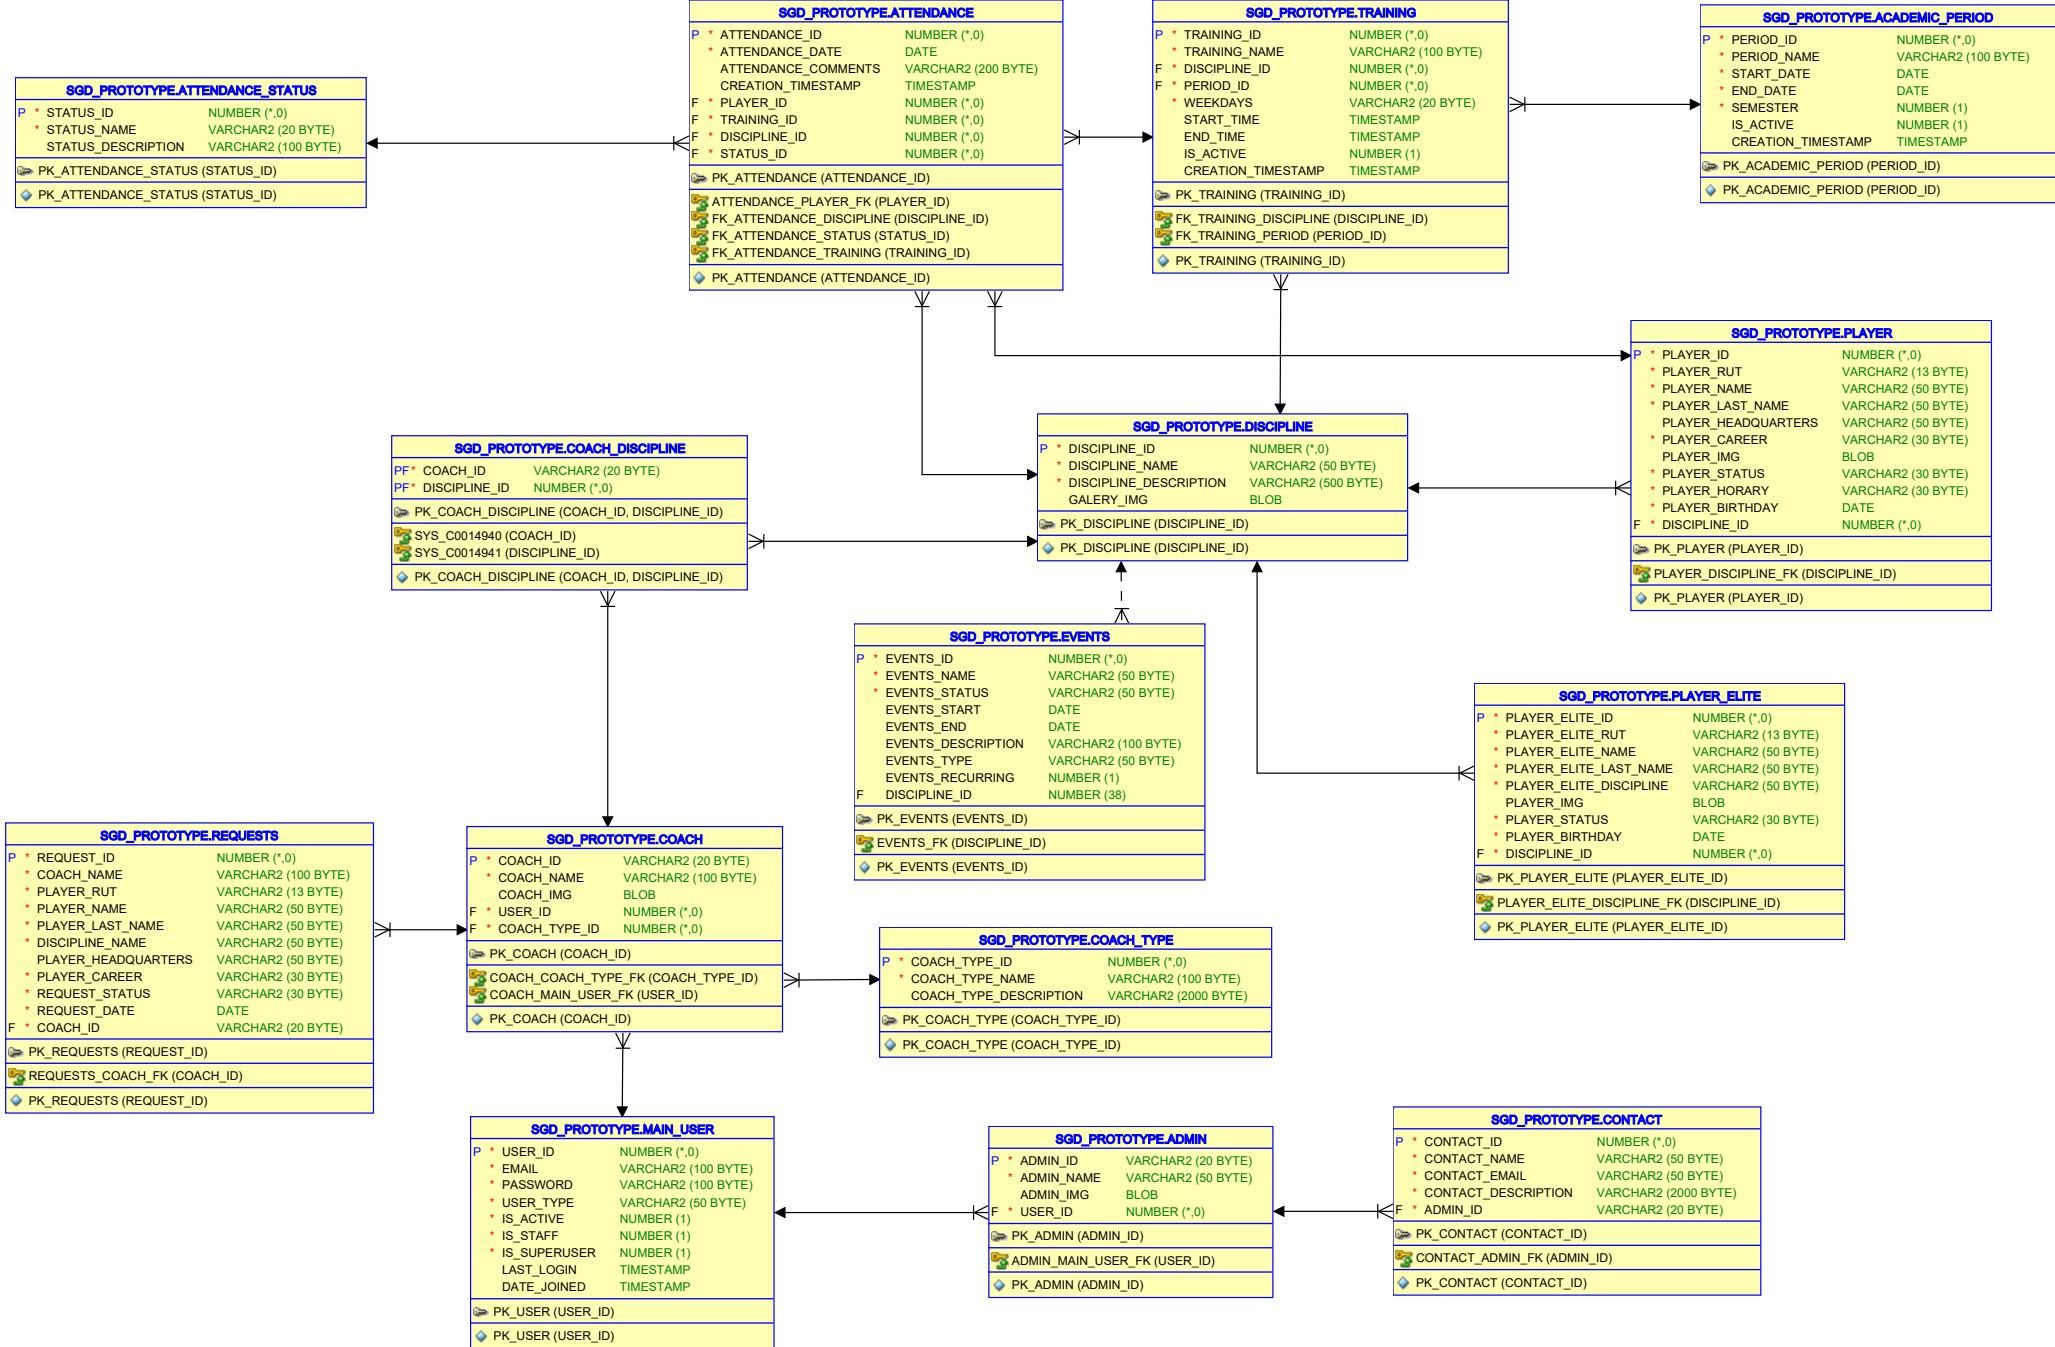 SGD_PROTOTYPE.ATTENDANCE
P * ATTENDANCE_ID NUMBER (*,0)
* ATTENDANCE_DATE DATE
ATTENDANCE_COMMENTS VARCHAR2 (200 BYTE)
CREATION_TIMESTAMP TIMESTAMP
F * PLAYER_ID NUMBER (*,0)
F * TRAINING_ID NUMBER (*,0)
F * DISCIPLINE_ID NUMBER (*,0)
F * STATUS_ID NUMBER (*,0)
PK_ATTENDANCE (ATTENDANCE_ID)
ATTENDANCE_PLAYER_FK (PLAYER_ID)
FK_ATTENDANCE_DISCIPLINE (DISCIPLINE_ID)
FK_ATTENDANCE_STATUS (STATUS_ID)
FK_ATTENDANCE_TRAINING (TRAINING_ID)
PK_ATTENDANCE (ATTENDANCE_ID)
SGD_PROTOTYPE.TRAINING
P * TRAINING_ID NUMBER (*,0)
* TRAINING_NAME VARCHAR2 (100 BYTE)
F * DISCIPLINE_ID NUMBER (*,0)
F * PERIOD_ID NUMBER (*,0)
* WEEKDAYS VARCHAR2 (20 BYTE)
START_TIME TIMESTAMP
END_TIME TIMESTAMP
IS_ACTIVE NUMBER (1)
CREATION_TIMESTAMP TIMESTAMP
PK_TRAINING (TRAINING_ID)
FK_TRAINING_DISCIPLINE (DISCIPLINE_ID)
FK_TRAINING_PERIOD (PERIOD_ID)
PK_TRAINING (TRAINING_ID)
SGD_PROTOTYPE.ACADEMIC_PERIOD
P * PERIOD_ID NUMBER (*,0)
* PERIOD_NAME VARCHAR2 (100 BYTE)
* START_DATE DATE
* END_DATE DATE
* SEMESTER NUMBER (1)
IS_ACTIVE NUMBER (1)
CREATION_TIMESTAMP TIMESTAMP
PK_ACADEMIC_PERIOD (PERIOD_ID)
PK_ACADEMIC_PERIOD (PERIOD_ID)
SGD_PROTOTYPE.ATTENDANCE_STATUS
P * STATUS_ID NUMBER (*,0)
* STATUS_NAME VARCHAR2 (20 BYTE)
STATUS_DESCRIPTION VARCHAR2 (100 BYTE)
PK_ATTENDANCE_STATUS (STATUS_ID)
PK_ATTENDANCE_STATUS (STATUS_ID)
SGD_PROTOTYPE.PLAYER
P * PLAYER_ID NUMBER (*,0)
* PLAYER_RUT VARCHAR2 (13 BYTE)
* PLAYER_NAME VARCHAR2 (50 BYTE)
* PLAYER_LAST_NAME VARCHAR2 (50 BYTE)
PLAYER_HEADQUARTERS VARCHAR2 (50 BYTE)
* PLAYER_CAREER VARCHAR2 (30 BYTE)
PLAYER_IMG BLOB
* PLAYER_STATUS VARCHAR2 (30 BYTE)
* PLAYER_HORARY VARCHAR2 (30 BYTE)
* PLAYER_BIRTHDAY DATE
F * DISCIPLINE_ID NUMBER (*,0)
PK_PLAYER (PLAYER_ID)
PLAYER_DISCIPLINE_FK (DISCIPLINE_ID)
PK_PLAYER (PLAYER_ID)
SGD_PROTOTYPE.DISCIPLINE
P * DISCIPLINE_ID NUMBER (*,0)
* DISCIPLINE_NAME VARCHAR2 (50 BYTE)
* DISCIPLINE_DESCRIPTION VARCHAR2 (500 BYTE)
GALERY_IMG BLOB
PK_DISCIPLINE (DISCIPLINE_ID)
PK_DISCIPLINE (DISCIPLINE_ID)
SGD_PROTOTYPE.COACH_DISCIPLINE
PF * COACH_ID VARCHAR2 (20 BYTE)
PF * DISCIPLINE_ID NUMBER (*,0)
PK_COACH_DISCIPLINE (COACH_ID, DISCIPLINE_ID)
SYS_C0014940 (COACH_ID)
SYS_C0014941 (DISCIPLINE_ID)
PK_COACH_DISCIPLINE (COACH_ID, DISCIPLINE_ID)
SGD_PROTOTYPE.EVENTS
P * EVENTS_ID NUMBER (*,0)
* EVENTS_NAME VARCHAR2 (50 BYTE)
* EVENTS_STATUS VARCHAR2 (50 BYTE)
EVENTS_START DATE
EVENTS_END DATE
EVENTS_DESCRIPTION VARCHAR2 (100 BYTE)
EVENTS_TYPE VARCHAR2 (50 BYTE)
EVENTS_RECURRING NUMBER (1)
F DISCIPLINE_ID NUMBER (38)
PK_EVENTS (EVENTS_ID)
EVENTS_FK (DISCIPLINE_ID)
PK_EVENTS (EVENTS_ID)
SGD_PROTOTYPE.PLAYER_ELITE
P * PLAYER_ELITE_ID NUMBER (*,0)
* PLAYER_ELITE_RUT VARCHAR2 (13 BYTE)
* PLAYER_ELITE_NAME VARCHAR2 (50 BYTE)
* PLAYER_ELITE_LAST_NAME VARCHAR2 (50 BYTE)
* PLAYER_ELITE_DISCIPLINE VARCHAR2 (50 BYTE)
PLAYER_IMG BLOB
* PLAYER_STATUS VARCHAR2 (30 BYTE)
* PLAYER_BIRTHDAY DATE
F * DISCIPLINE_ID NUMBER (*,0)
PK_PLAYER_ELITE (PLAYER_ELITE_ID)
PLAYER_ELITE_DISCIPLINE_FK (DISCIPLINE_ID)
PK_PLAYER_ELITE (PLAYER_ELITE_ID)
SGD_PROTOTYPE.REQUESTS
P * REQUEST_ID NUMBER (*,0)
* COACH_NAME VARCHAR2 (100 BYTE)
* PLAYER_RUT VARCHAR2 (13 BYTE)
* PLAYER_NAME VARCHAR2 (50 BYTE)
* PLAYER_LAST_NAME VARCHAR2 (50 BYTE)
* DISCIPLINE_NAME VARCHAR2 (50 BYTE)
PLAYER_HEADQUARTERS VARCHAR2 (50 BYTE)
* PLAYER_CAREER VARCHAR2 (30 BYTE)
* REQUEST_STATUS VARCHAR2 (30 BYTE)
* REQUEST_DATE DATE
F * COACH_ID VARCHAR2 (20 BYTE)
PK_REQUESTS (REQUEST_ID)
REQUESTS_COACH_FK (COACH_ID)
PK_REQUESTS (REQUEST_ID)
SGD_PROTOTYPE.COACH
P * COACH_ID VARCHAR2 (20 BYTE)
* COACH_NAME VARCHAR2 (100 BYTE)
COACH_IMG BLOB
F * USER_ID NUMBER (*,0)
F * COACH_TYPE_ID NUMBER (*,0)
PK_COACH (COACH_ID)
COACH_COACH_TYPE_FK (COACH_TYPE_ID)
COACH_MAIN_USER_FK (USER_ID)
PK_COACH (COACH_ID)
SGD_PROTOTYPE.COACH_TYPE
P * COACH_TYPE_ID NUMBER (*,0)
* COACH_TYPE_NAME VARCHAR2 (100 BYTE)
COACH_TYPE_DESCRIPTION VARCHAR2 (2000 BYTE)
PK_COACH_TYPE (COACH_TYPE_ID)
PK_COACH_TYPE (COACH_TYPE_ID)
SGD_PROTOTYPE.MAIN_USER
P * USER_ID NUMBER (*,0)
* EMAIL VARCHAR2 (100 BYTE)
* PASSWORD VARCHAR2 (100 BYTE)
* USER_TYPE VARCHAR2 (50 BYTE)
* IS_ACTIVE NUMBER (1)
* IS_STAFF NUMBER (1)
* IS_SUPERUSER NUMBER (1)
LAST_LOGIN TIMESTAMP
DATE_JOINED TIMESTAMP
PK_USER (USER_ID)
PK_USER (USER_ID)
SGD_PROTOTYPE.ADMIN
P * ADMIN_ID VARCHAR2 (20 BYTE)
* ADMIN_NAME VARCHAR2 (50 BYTE)
ADMIN_IMG BLOB
F * USER_ID NUMBER (*,0)
PK_ADMIN (ADMIN_ID)
ADMIN_MAIN_USER_FK (USER_ID)
PK_ADMIN (ADMIN_ID)
SGD_PROTOTYPE.CONTACT
P * CONTACT_ID NUMBER (*,0)
* CONTACT_NAME VARCHAR2 (50 BYTE)
* CONTACT_EMAIL VARCHAR2 (50 BYTE)
* CONTACT_DESCRIPTION VARCHAR2 (2000 BYTE)
F * ADMIN_ID VARCHAR2 (20 BYTE)
PK_CONTACT (CONTACT_ID)
CONTACT_ADMIN_FK (ADMIN_ID)
PK_CONTACT (CONTACT_ID)